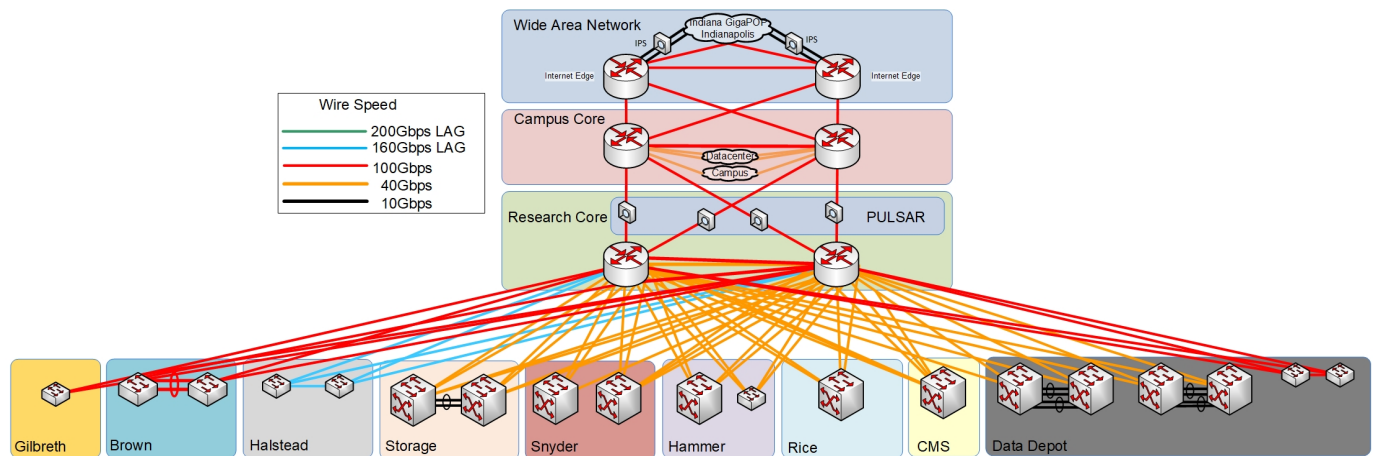 Wide Area Network
Indiana GigaPOP
Indianapolis
IPS
IPS
Internet Edge
Internet Edge
Wire Speed
200Gbps LAG
160Gbps LAG
100Gbps
40Gbps
10Gbps
Campus Core
Datacenter
Campus
Research Core
PULSAR
Gilbreth
Brown
Halstead
Storage
Snyder
Hammer
Rice
CMS
Data Depot